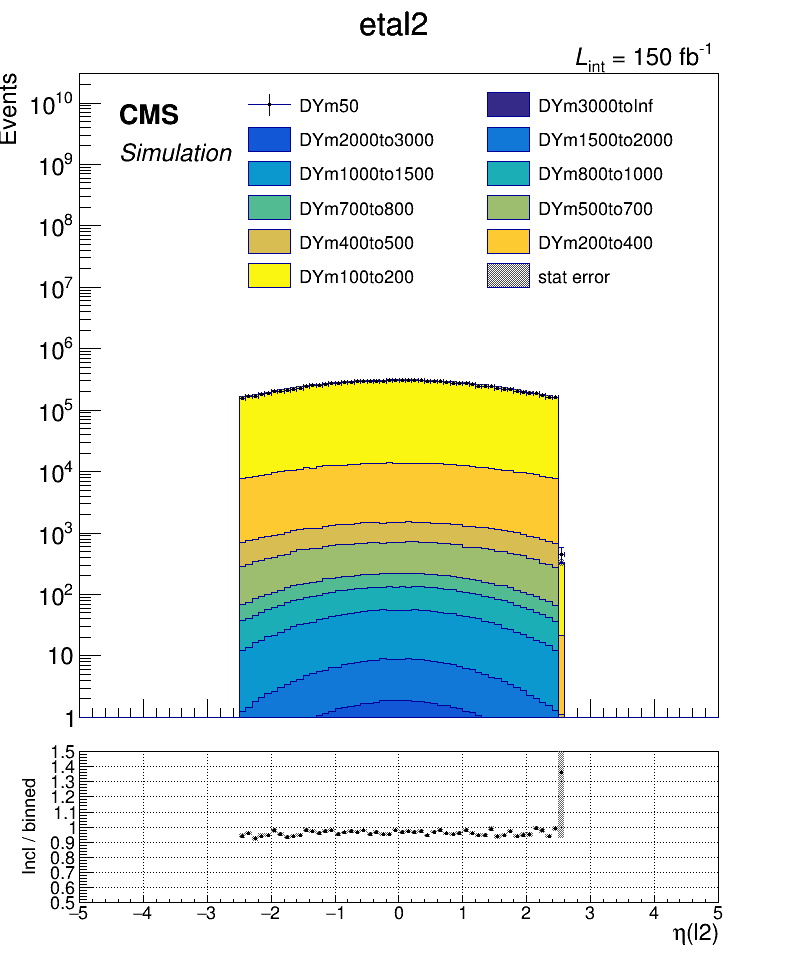 etal2
L_int = 150 fb^-1
Events
CMS
Simulation
DYm50
DYm3000toInf
DYm2000to3000
DYm1500to2000
DYm1000to1500
DYm800to1000
DYm700to800
DYm500to700
DYm400to500
DYm200to400
DYm100to200
stat error
10^10
10^9
10^8
10^7
10^6
10^5
10^4
10^3
10^2
10
1
Incl / binned
1.5
1.4
1.3
1.2
1.1
1
0.9
0.8
0.7
0.6
0.5
−5 −4 −3 −2 −1 0 1 2 3 4 5
η(l2)